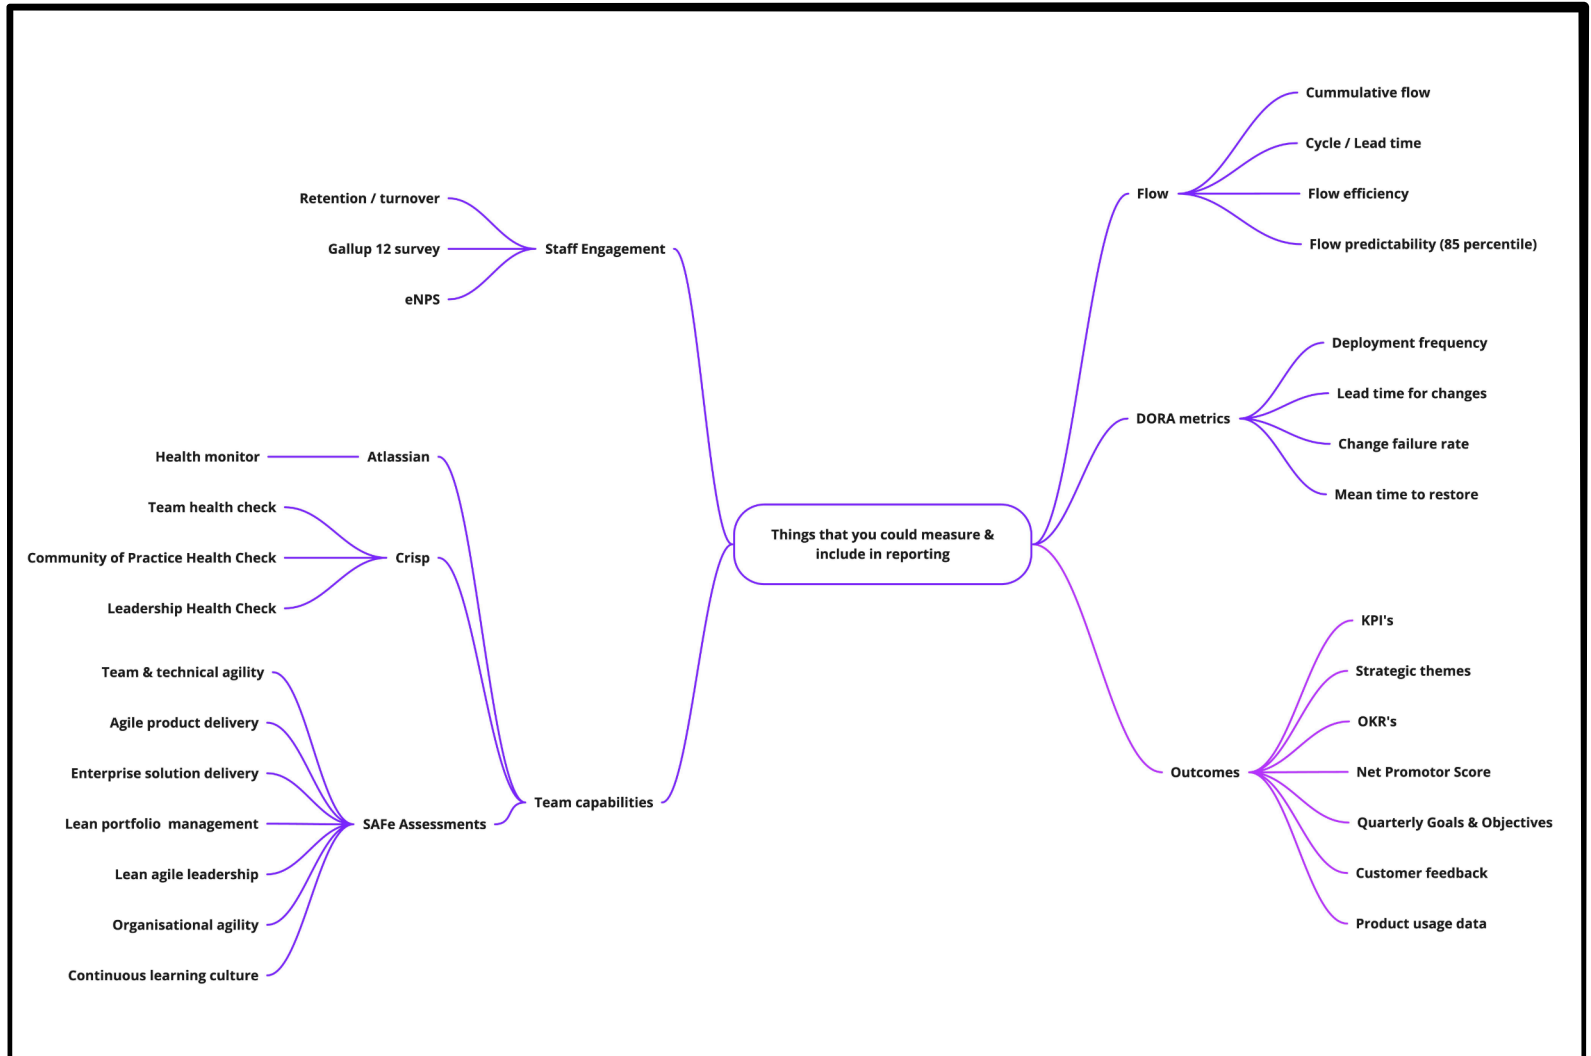 Things that you could measure &
include in reporting
Flow
Cummulative flow
Cycle / Lead time
Flow efficiency
Flow predictability (85 percentile)
DORA metrics
Deployment frequency
Lead time for changes
Change failure rate
Mean time to restore
Outcomes
KPI's
Strategic themes
OKR's
Net Promotor Score
Quarterly Goals & Objectives
Customer feedback
Product usage data
Staff Engagement
Retention / turnover
Gallup 12 survey
eNPS
Team capabilities
Atlassian
Health monitor
Crisp
Team health check
Community of Practice Health Check
Leadership Health Check
SAFe Assessments
Team & technical agility
Agile product delivery
Enterprise solution delivery
Lean portfolio  management
Lean agile leadership
Organisational agility
Continuous learning culture